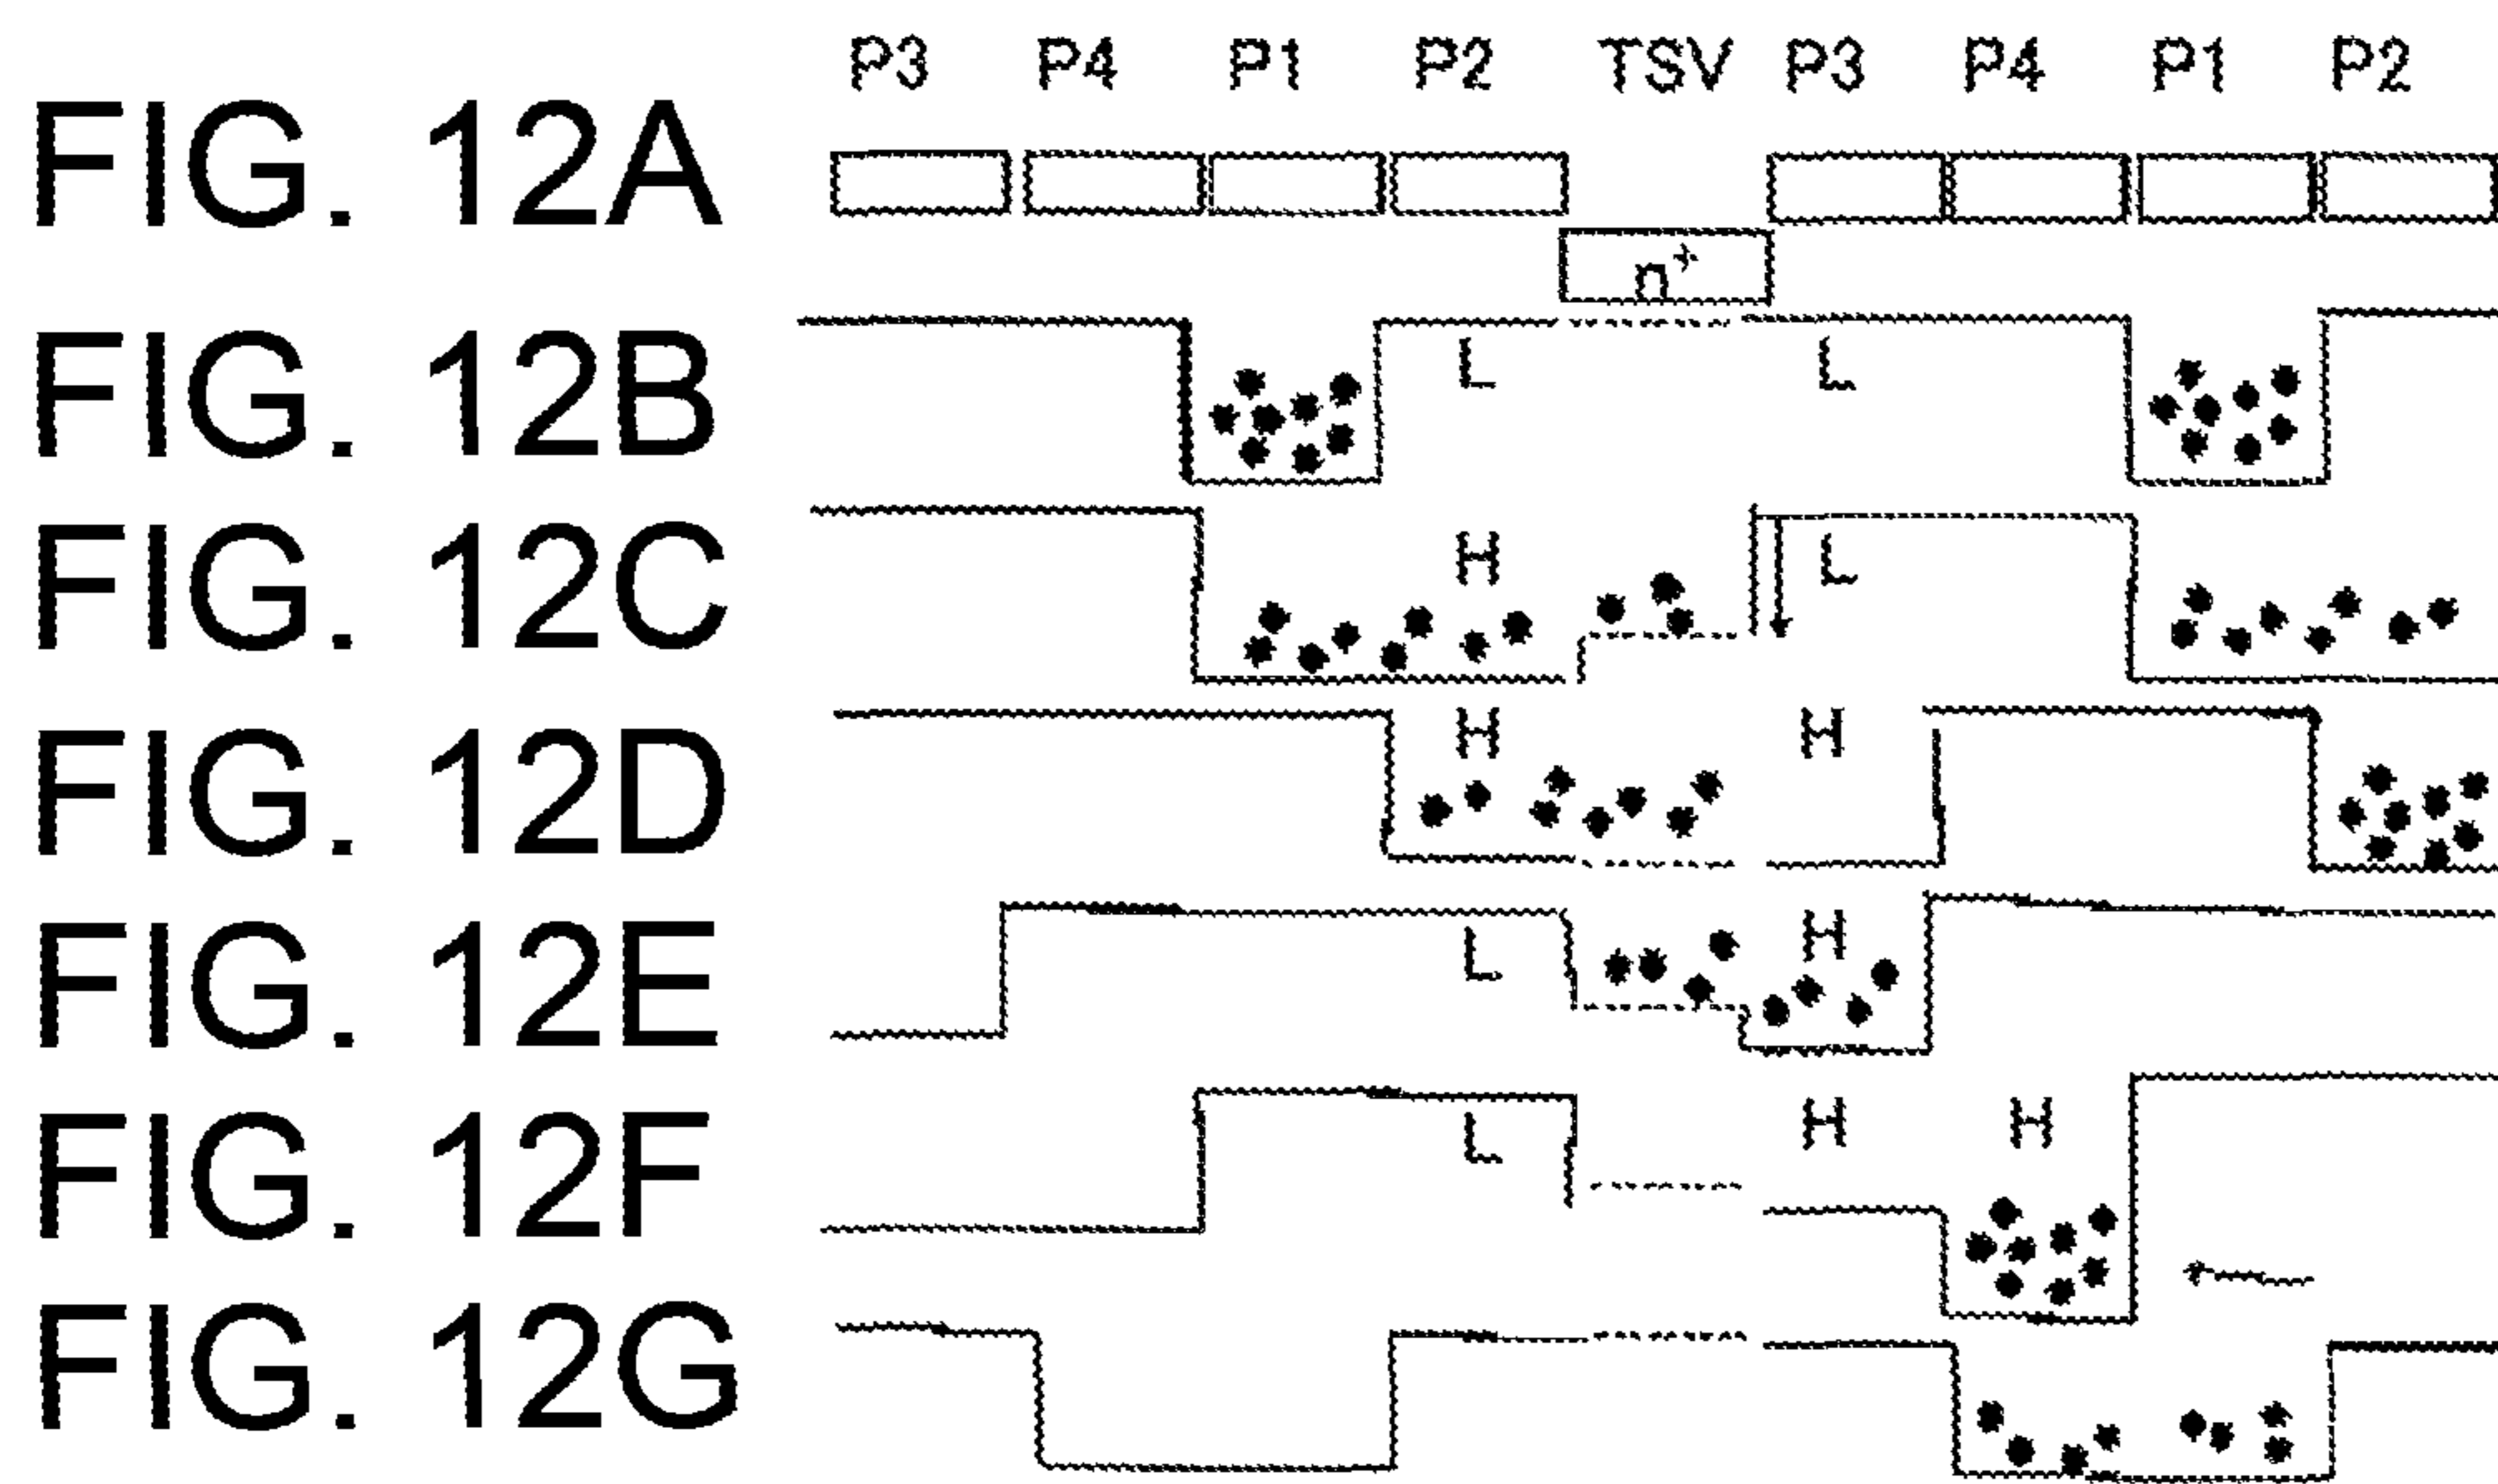 P3 P4 P1 P2 TSV P3 P4 P1 P2
FIG. 12A
n+
FIG. 12B L L
FIG. 12C H L
FIG. 12D H H
FIG. 12E L H
FIG. 12F L H H
FIG. 12G